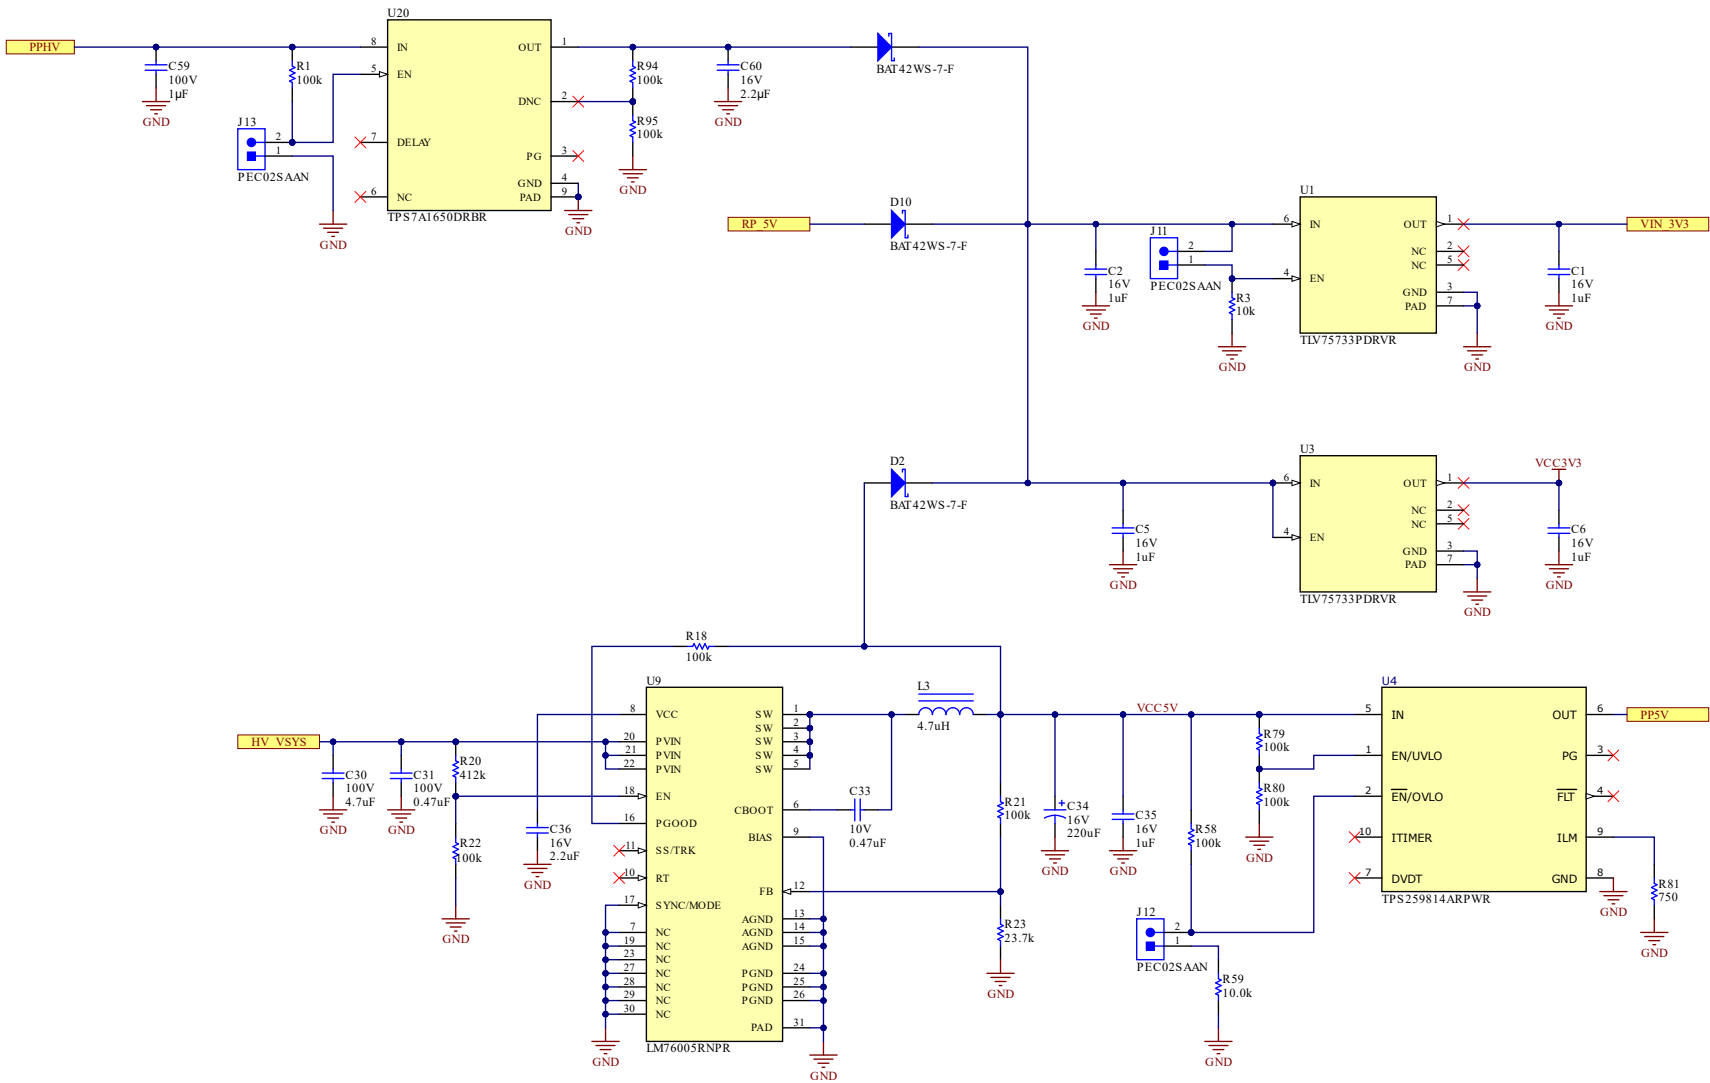 U20
PPHV
8 IN
OUT 1
C59
100V
1µF
GND
R1
100k
5 EN
R94
100k
C60
16V
2.2µF
GND
BAT42WS-7-F
DNC 2
J13
2
1
PEC02SAAN
GND
7 DELAY
R95
100k
GND
PG 3
GND 4
PAD 9
6 NC
TPS7A1650DRBR
GND
RP_5V
D10
BAT42WS-7-F
U1
6 IN
OUT 1
VIN_3V3
J11
2
1
PEC02SAAN
NC 2
NC 5
C2
16V
1uF
GND
4 EN
R3
10k
GND
GND 3
PAD 7
C1
16V
1uF
GND
TLV75733PDRVR
GND
D2
BAT42WS-7-F
U3
6 IN
OUT 1
VCC3V3
NC 2
NC 5
C5
16V
1uF
GND
4 EN
GND 3
PAD 7
C6
16V
1uF
GND
TLV75733PDRVR
GND
R18
100k
U9
8 VCC
SW 1
SW 2
SW 3
SW 4
SW 5
L3
4.7uH
VCC5V
HV_VSYS
20 PVIN
21 PVIN
22 PVIN
C30
100V
4.7uF
GND
C31
100V
0.47uF
GND
R20
412k
18 EN
CBOOT 6
C33
10V
0.47uF
16 PGOOD
BIAS 9
C36
16V
2.2uF
GND
R22
100k
GND
11 SS/TRK
10 RT
FB 12
17 SYNC/MODE
7 NC
19 NC
23 NC
27 NC
28 NC
29 NC
30 NC
AGND 13
AGND 14
AGND 15
PGND 24
PGND 25
PGND 26
PAD 31
LM76005RNPR
GND
GND
R21
100k
R23
23.7k
GND
C34
+
16V
220uF
GND
C35
16V
1uF
GND
R58
100k
J12
2
1
PEC02SAAN
R59
10.0k
GND
R79
100k
R80
100k
GND
U4
5 IN
OUT 6
PP5V
1 EN/UVLO
PG 3
2 EN/OVLO
FLT 4
10 ITIMER
ILM 9
7 DVDT
GND 8
TPS259814ARPWR
GND
R81
750
GND